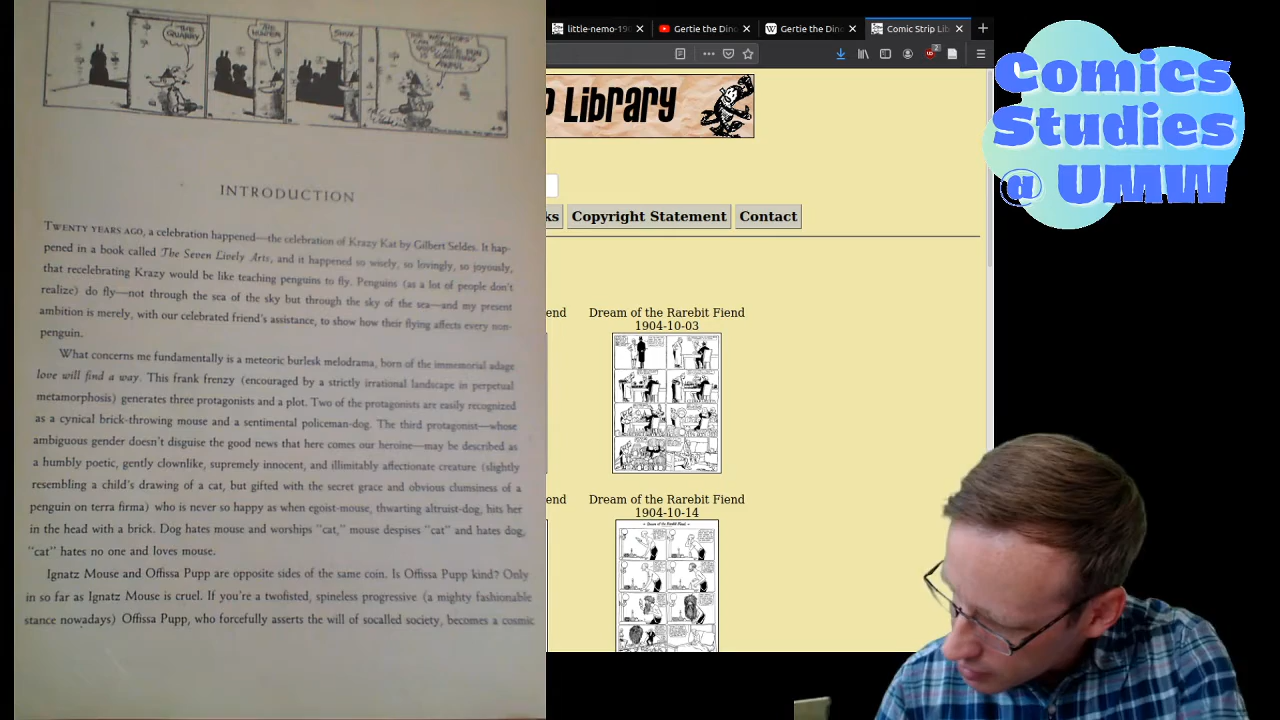 "THE QUARRY"
"THE HUNTER"
INTRODUCTION
TWENTY YEARS AGO, a celebration happened—the celebration of Krazy Kat by Gilbert Seldes. It hap-
pened in a book called The Seven Lively Arts, and it happened so wisely, so lovingly, so joyously,
that recelebrating Krazy would be like teaching penguins to fly. Penguins (as a lot of people don't
realize) do fly—not through the sea of the sky but through the sky of the sea—and my present
ambition is merely, with our celebrated friend's assistance, to show how their flying affects every non-
penguin.
What concerns me fundamentally is a meteoric burlesk melodrama, born of the immemorial adage
love will find a way. This frank frenzy (encouraged by a strictly irrational landscape in perpetual
metamorphosis) generates three protagonists and a plot. Two of the protagonists are easily recognized
as a cynical brick-throwing mouse and a sentimental policeman-dog. The third protagonist—whose
ambiguous gender doesn't disguise the good news that here comes our heroine—may be described as
a humbly poetic, gently clownlike, supremely innocent, and illimitably affectionate creature (slightly
resembling a child's drawing of a cat, but gifted with the secret grace and obvious clumsiness of a
penguin on terra firma) who is never so happy as when egoist-mouse, thwarting altruist-dog, hits her
in the head with a brick. Dog hates mouse and worships "cat," mouse despises "cat" and hates dog,
"cat" hates no one and loves mouse.
Ignatz Mouse and Offissa Pupp are opposite sides of the same coin. Is Offissa Pupp kind? Only
in so far as Ignatz Mouse is cruel. If you're a twofisted, spineless progressive (a mighty fashionable
stance nowadays) Offissa Pupp, who forcefully asserts the will of socalled society, becomes a cosmic
little-nemo-19
Gertie the Din
Gertie the Din
Comic Strip Lib
p Library
ks
Copyright Statement
Contact
end
Dream of the Rarebit Fiend
1904-10-03
end
Dream of the Rarebit Fiend
1904-10-14
Comics
Studies
@ UMW